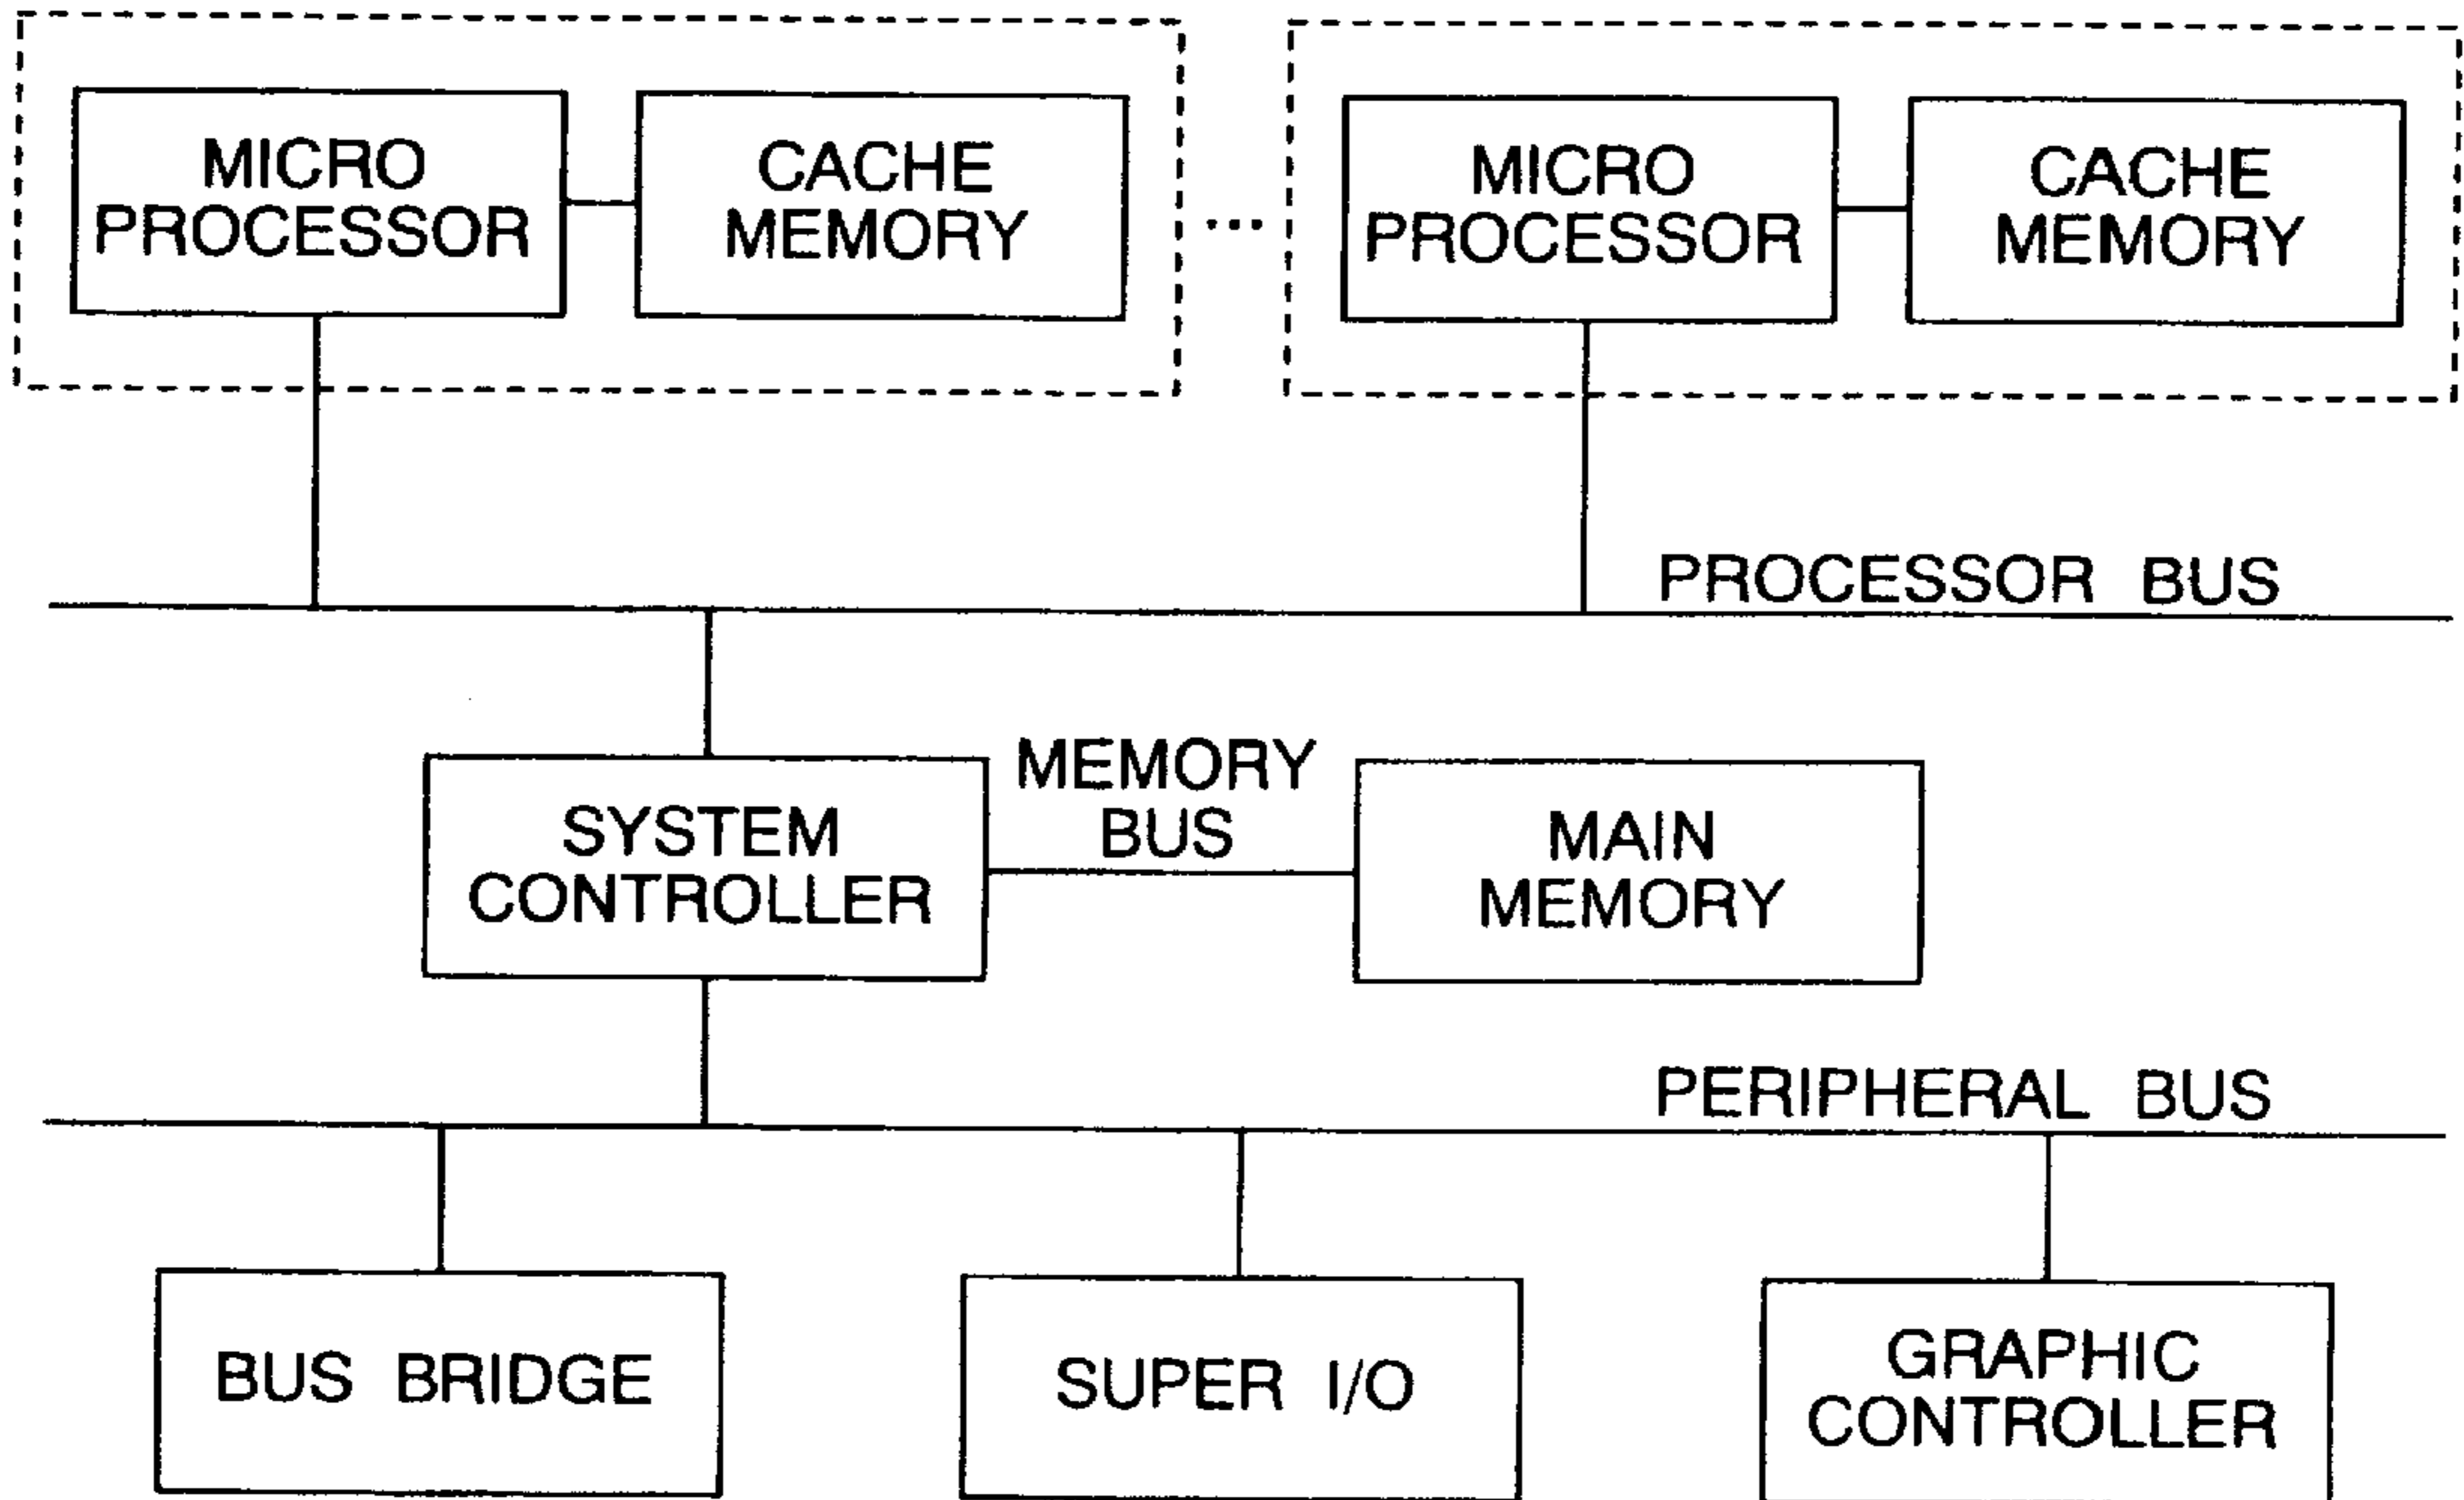 MICRO
PROCESSOR
CACHE
MEMORY
...
MICRO
PROCESSOR
CACHE
MEMORY
PROCESSOR BUS
SYSTEM
CONTROLLER
MEMORY
BUS
MAIN
MEMORY
PERIPHERAL BUS
BUS BRIDGE
SUPER I/O
GRAPHIC
CONTROLLER